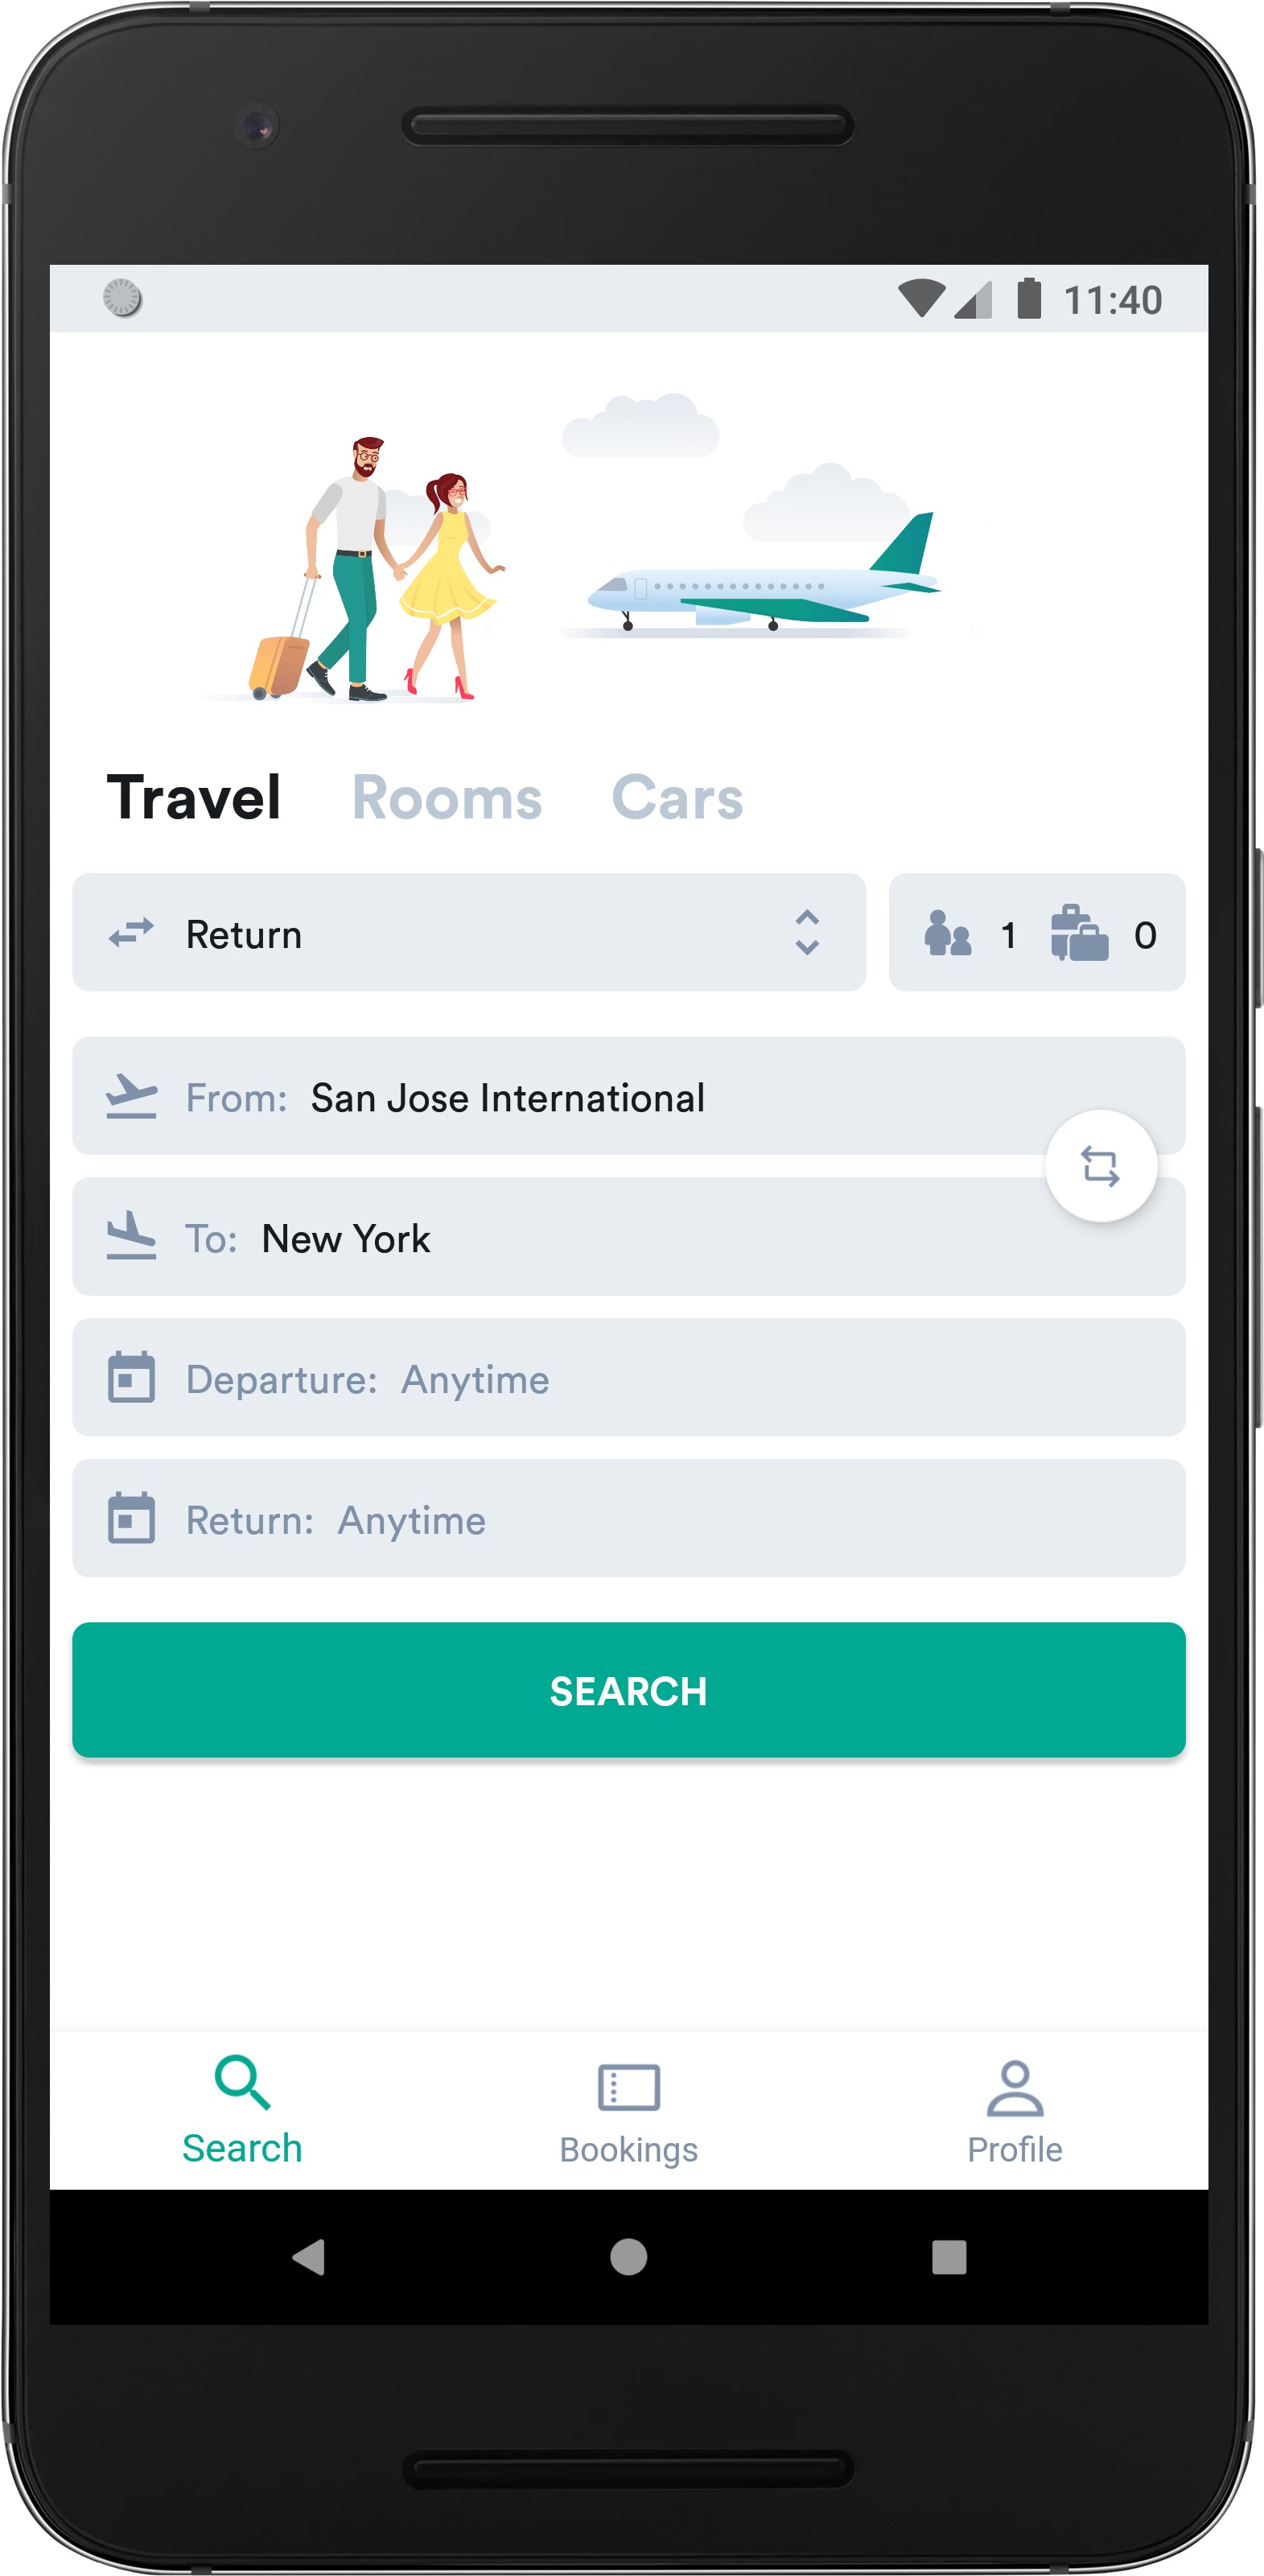 11:40
Travel Rooms Cars
Return 1 0
From: San Jose International
To: New York
Departure: Anytime
Return: Anytime
SEARCH
Search Bookings Profile